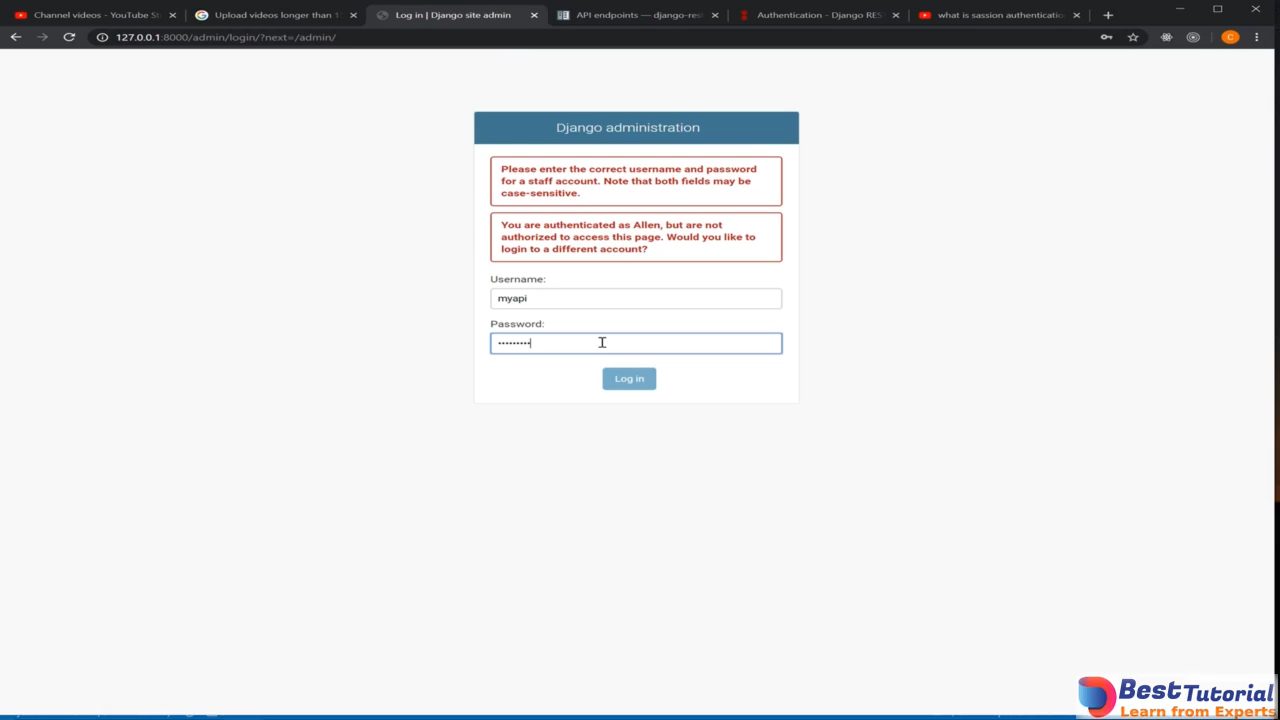 Channel videos - YouTube St
Upload videos longer than 1
Log in | Django site admin
API endpoints — django-res
Authentication - Django RES
what is sassion authenticatio
127.0.0.1:8000/admin/login/?next=/admin/
C
Django administration
Please enter the correct username and password
for a staff account. Note that both fields may be
case-sensitive.
You are authenticated as Allen, but are not
authorized to access this page. Would you like to
login to a different account?
Username:
myapi
Password:
Log in
BestTutorial
Learn from Experts